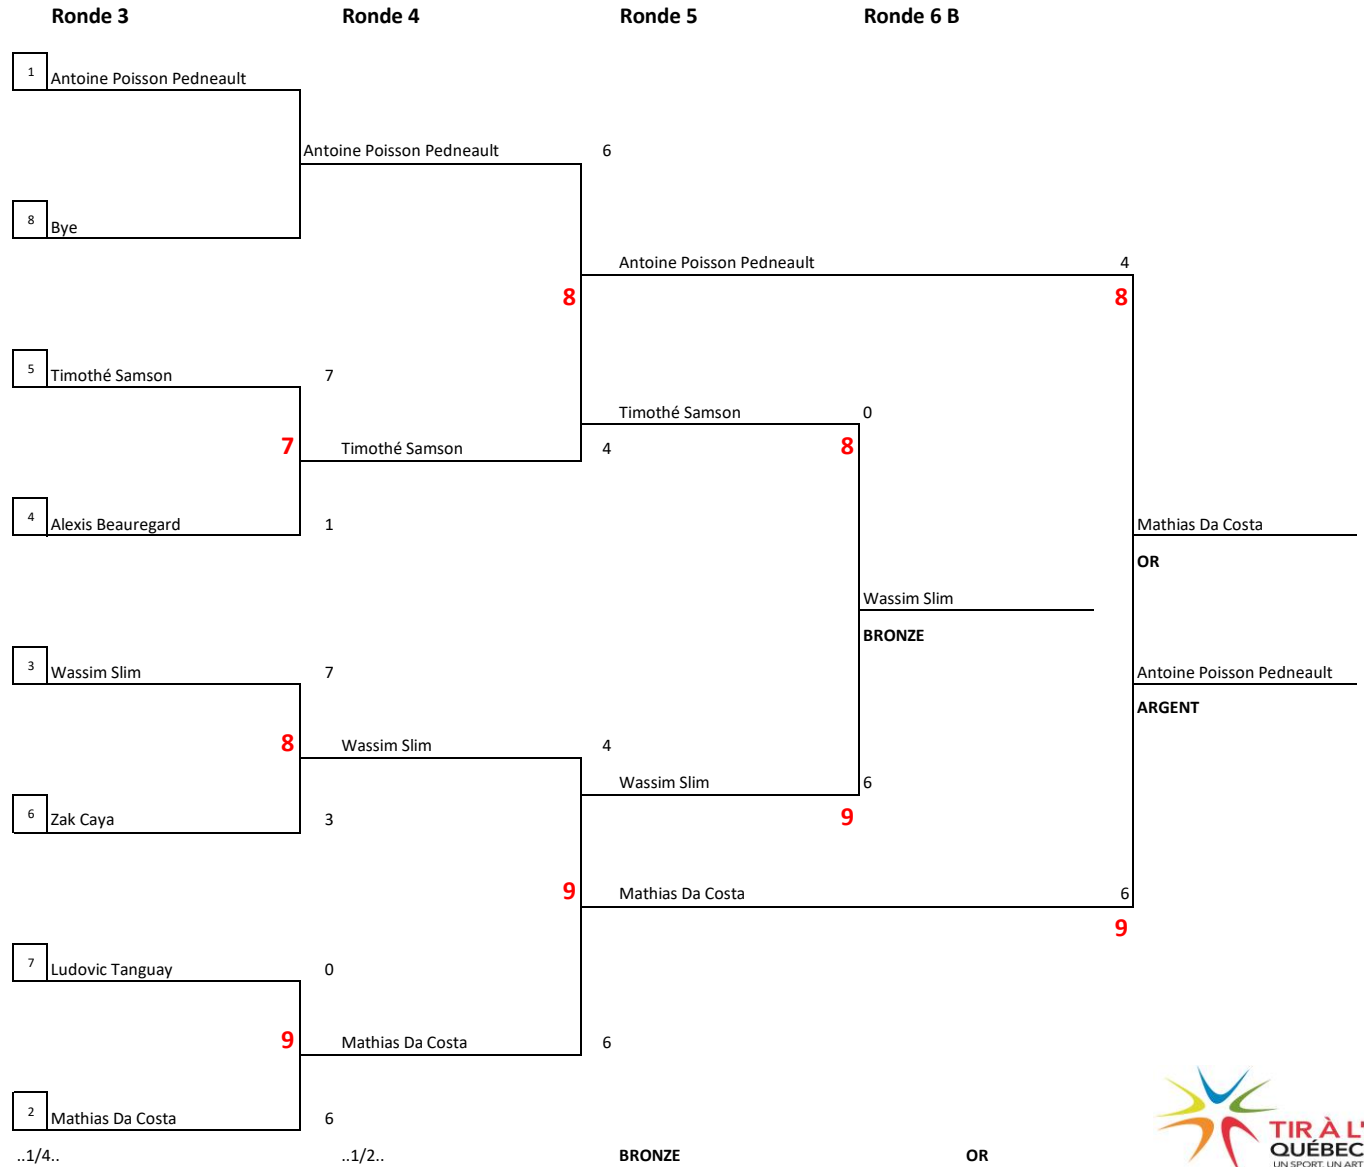 Ronde 3 Ronde 4 Ronde 5 Ronde 6 B
1 Antoine Poisson Pedneault
Antoine Poisson Pedneault 6
8 Bye
Antoine Poisson Pedneault 4
8 8
5 Timothé Samson 7
Timothé Samson 0
7 Timothé Samson 4 8
4 Alexis Beauregard 1 Mathias Da Costa
OR
Wassim Slim
BRONZE
3 Wassim Slim 7 Antoine Poisson Pedneault
ARGENT
8 Wassim Slim 4
Wassim Slim 6
6 Zak Caya 3 9
9 Mathias Da Costa 6
9
7 Ludovic Tanguay 0
9 Mathias Da Costa 6
2 Mathias Da Costa 6
TIR À L'
QUÉBEC
UN SPORT, UN ART
..1/4.. ..1/2.. BRONZE OR